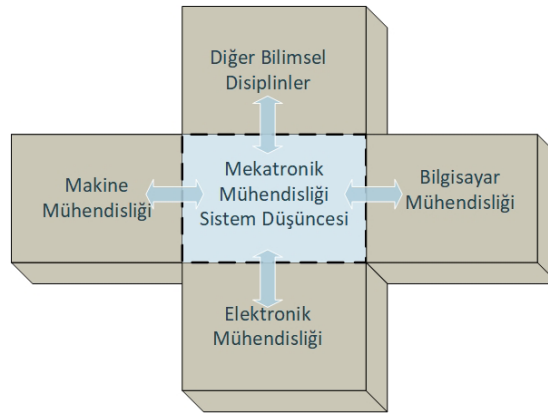 Diğer Bilimsel
Disiplinler
Makine
Mühendisliği
Mekatronik
Mühendisliği
Sistem Düşüncesi
Bilgisayar
Mühendisliği
Elektronik
Mühendisliği